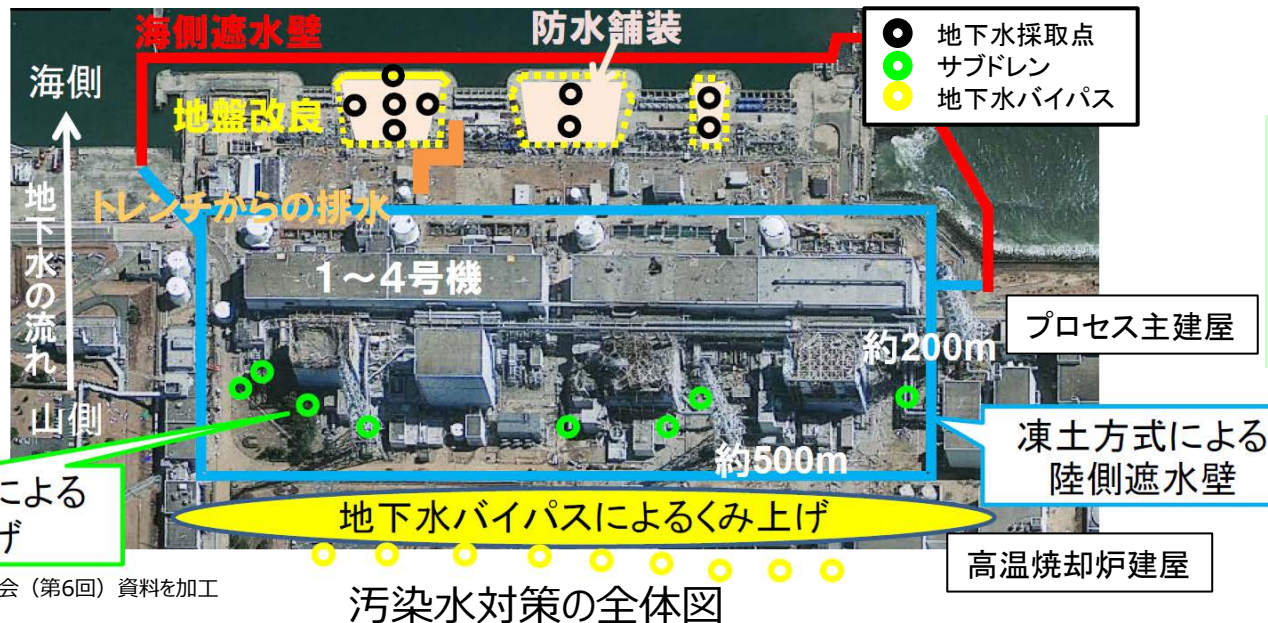 海側遮水壁
防水舗装
地下水採取点
サブドレン
地下水バイパス
海側
地盤改良
地下水の流れ
トレンチからの排水
1～4号機
プロセス主建屋
約200m
山側
凍土方式による
陸側遮水壁
約500m
による
げ
地下水バイパスによるくみ上げ
高温焼却炉建屋
会（第6回）資料を加工
汚染水対策の全体図